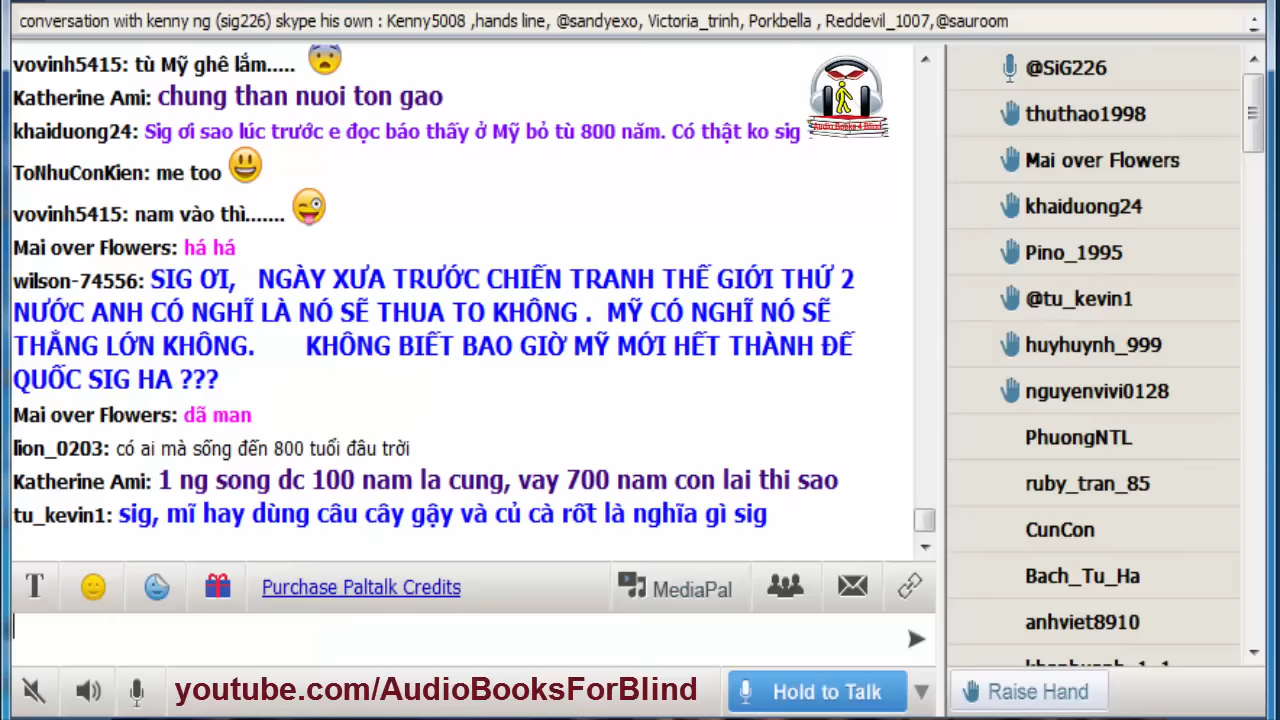 conversation with kenny ng (sig226) skype his own : Kenny5008 ,hands line, @sandyexo, Victoria_trinh, Porkbella , Reddevil_1007,@sauroom
vovinh5415: tù Mỹ ghê lắm.....
Katherine Ami: chung than nuoi ton gao
khaiduong24: Sig ơi sao lúc trước e đọc báo thấy ở Mỹ bỏ tù 800 năm. Có thật ko sig
ToNhuConKien: me too
vovinh5415: nam vào thì.......
Mai over Flowers: há há
wilson-74556: SIG ƠI, NGÀY XƯA TRƯỚC CHIẾN TRANH THẾ GIỚI THỨ 2
NƯỚC ANH CÓ NGHĨ LÀ NÓ SẼ THUA TO KHÔNG . MỸ CÓ NGHĨ NÓ SẼ
THẮNG LỚN KHÔNG. KHÔNG BIẾT BAO GIỜ MỸ MỚI HẾT THÀNH ĐẾ
QUỐC SIG HA ???
Mai over Flowers: dã man
lion_0203: có ai mà sống đến 800 tuổi đâu trời
Katherine Ami: 1 ng song dc 100 nam la cung, vay 700 nam con lai thi sao
tu_kevin1: sig, mĩ hay dùng câu cây gậy và củ cà rốt là nghĩa gì sig
Audio Books 4 Blind
@SiG226
thuthao1998
Mai over Flowers
khaiduong24
Pino_1995
@tu_kevin1
huyhuynh_999
nguyenvivi0128
PhuongNTL
ruby_tran_85
CunCon
Bach_Tu_Ha
anhviet8910
T Purchase Paltalk Credits MediaPal
youtube.com/AudioBooksForBlind
Hold to Talk
Raise Hand